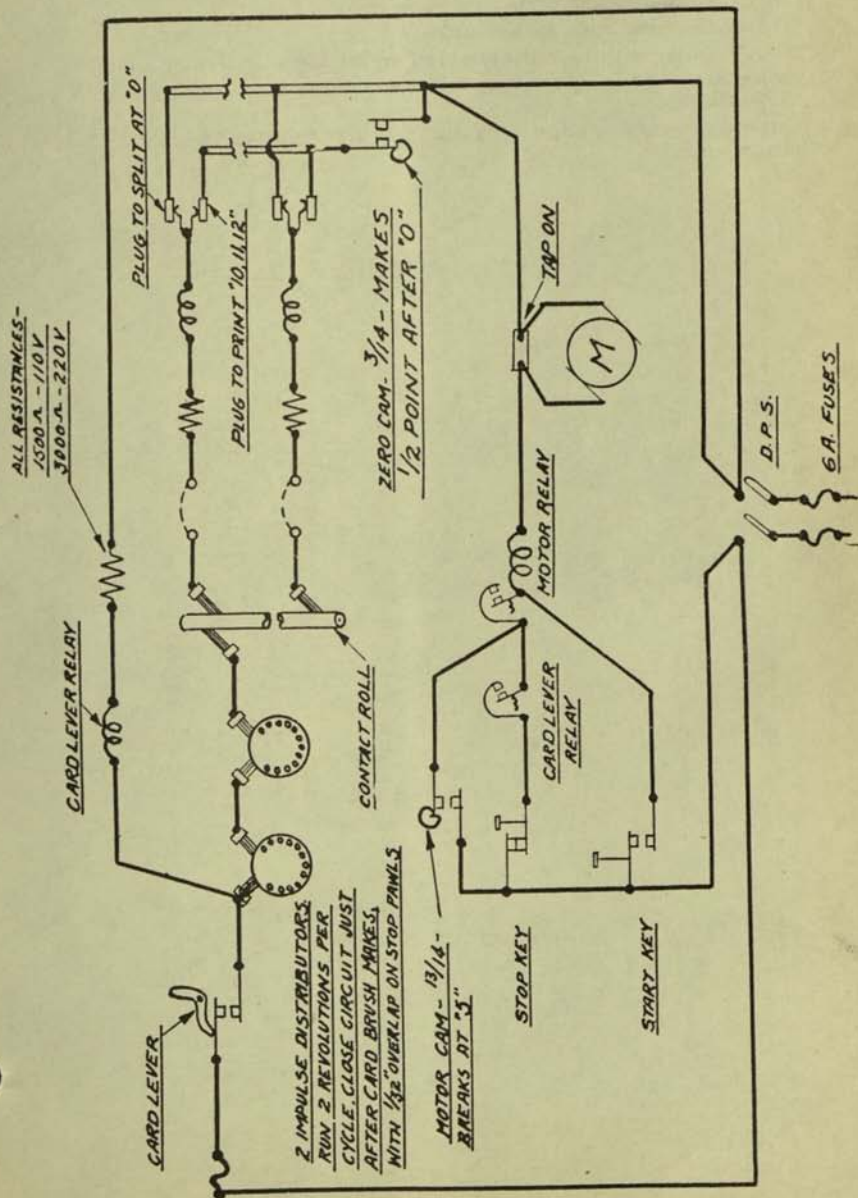 ALL RESISTANCES-
1500Ω - 110V
3000Ω - 220V
PLUG TO SPLIT AT "0"
CARD LEVER RELAY
PLUG TO PRINT "10, 11, 12"
CARD LEVER
2 IMPULSE DISTRIBUTORS
RUN 2 REVOLUTIONS PER
CYCLE. CLOSE CIRCUIT JUST
AFTER CARD BRUSH MAKES,
WITH 1/32" OVERLAP ON STOP PAWLS
CONTACT ROLL
ZERO CAM- 3/14 - MAKES
1/2 POINT AFTER "0"
MOTOR CAM- 13/14 -
BREAKS AT "5"
TAP ON
M
MOTOR RELAY
CARD LEVER
RELAY
STOP KEY
START KEY
D.P.S.
6 A. FUSES